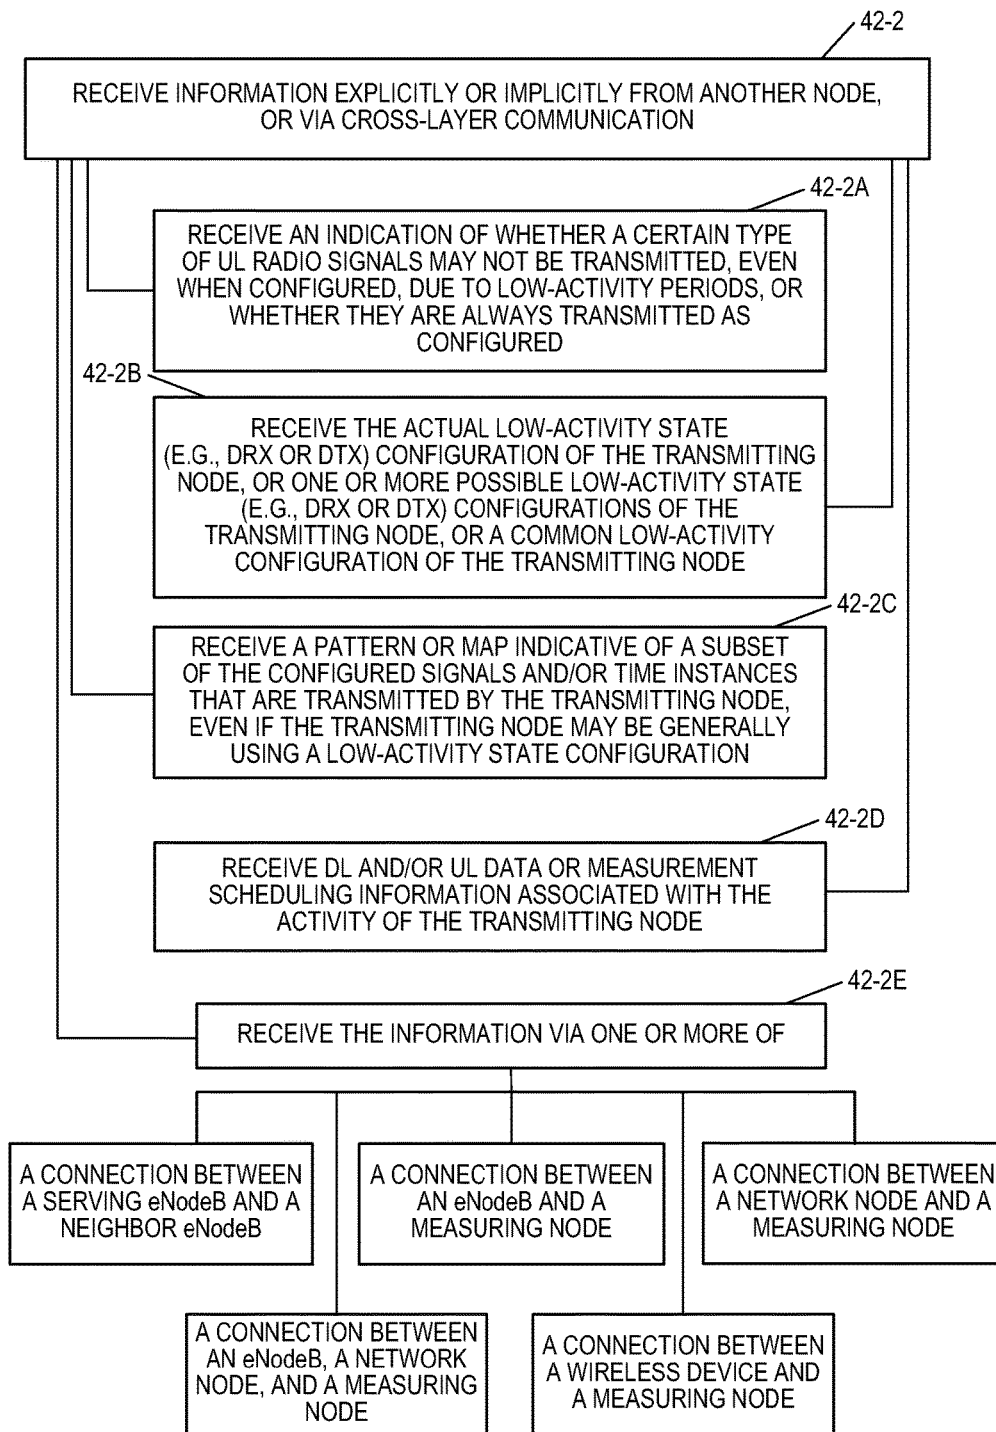 42-2
RECEIVE INFORMATION EXPLICITLY OR IMPLICITLY FROM ANOTHER NODE,
OR VIA CROSS-LAYER COMMUNICATION
42-2A
RECEIVE AN INDICATION OF WHETHER A CERTAIN TYPE
OF UL RADIO SIGNALS MAY NOT BE TRANSMITTED, EVEN
WHEN CONFIGURED, DUE TO LOW-ACTIVITY PERIODS, OR
WHETHER THEY ARE ALWAYS TRANSMITTED AS
CONFIGURED
42-2B
RECEIVE THE ACTUAL LOW-ACTIVITY STATE
(E.G., DRX OR DTX) CONFIGURATION OF THE TRANSMITTING
NODE, OR ONE OR MORE POSSIBLE LOW-ACTIVITY STATE
(E.G., DRX OR DTX) CONFIGURATIONS OF THE
TRANSMITTING NODE, OR A COMMON LOW-ACTIVITY
CONFIGURATION OF THE TRANSMITTING NODE
42-2C
RECEIVE A PATTERN OR MAP INDICATIVE OF A SUBSET
OF THE CONFIGURED SIGNALS AND/OR TIME INSTANCES
THAT ARE TRANSMITTED BY THE TRANSMITTING NODE,
EVEN IF THE TRANSMITTING NODE MAY BE GENERALLY
USING A LOW-ACTIVITY STATE CONFIGURATION
42-2D
RECEIVE DL AND/OR UL DATA OR MEASUREMENT
SCHEDULING INFORMATION ASSOCIATED WITH THE
ACTIVITY OF THE TRANSMITTING NODE
42-2E
RECEIVE THE INFORMATION VIA ONE OR MORE OF
A CONNECTION BETWEEN
A SERVING eNodeB AND A
NEIGHBOR eNodeB
A CONNECTION BETWEEN
AN eNodeB AND A
MEASURING NODE
A CONNECTION BETWEEN
A NETWORK NODE AND A
MEASURING NODE
A CONNECTION BETWEEN
AN eNodeB, A NETWORK
NODE, AND A MEASURING
NODE
A CONNECTION BETWEEN
A WIRELESS DEVICE AND
A MEASURING NODE